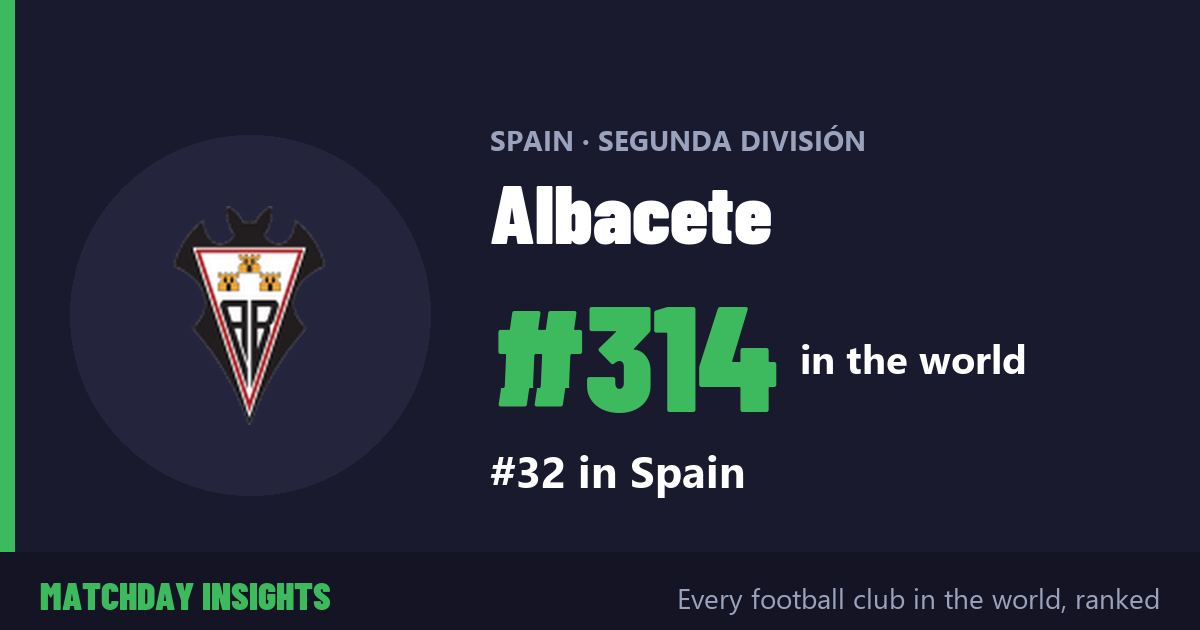 SPAIN · SEGUNDA DIVISIÓN
Albacete
#314 in the world
#32 in Spain
MATCHDAY INSIGHTS
Every football club in the world, ranked